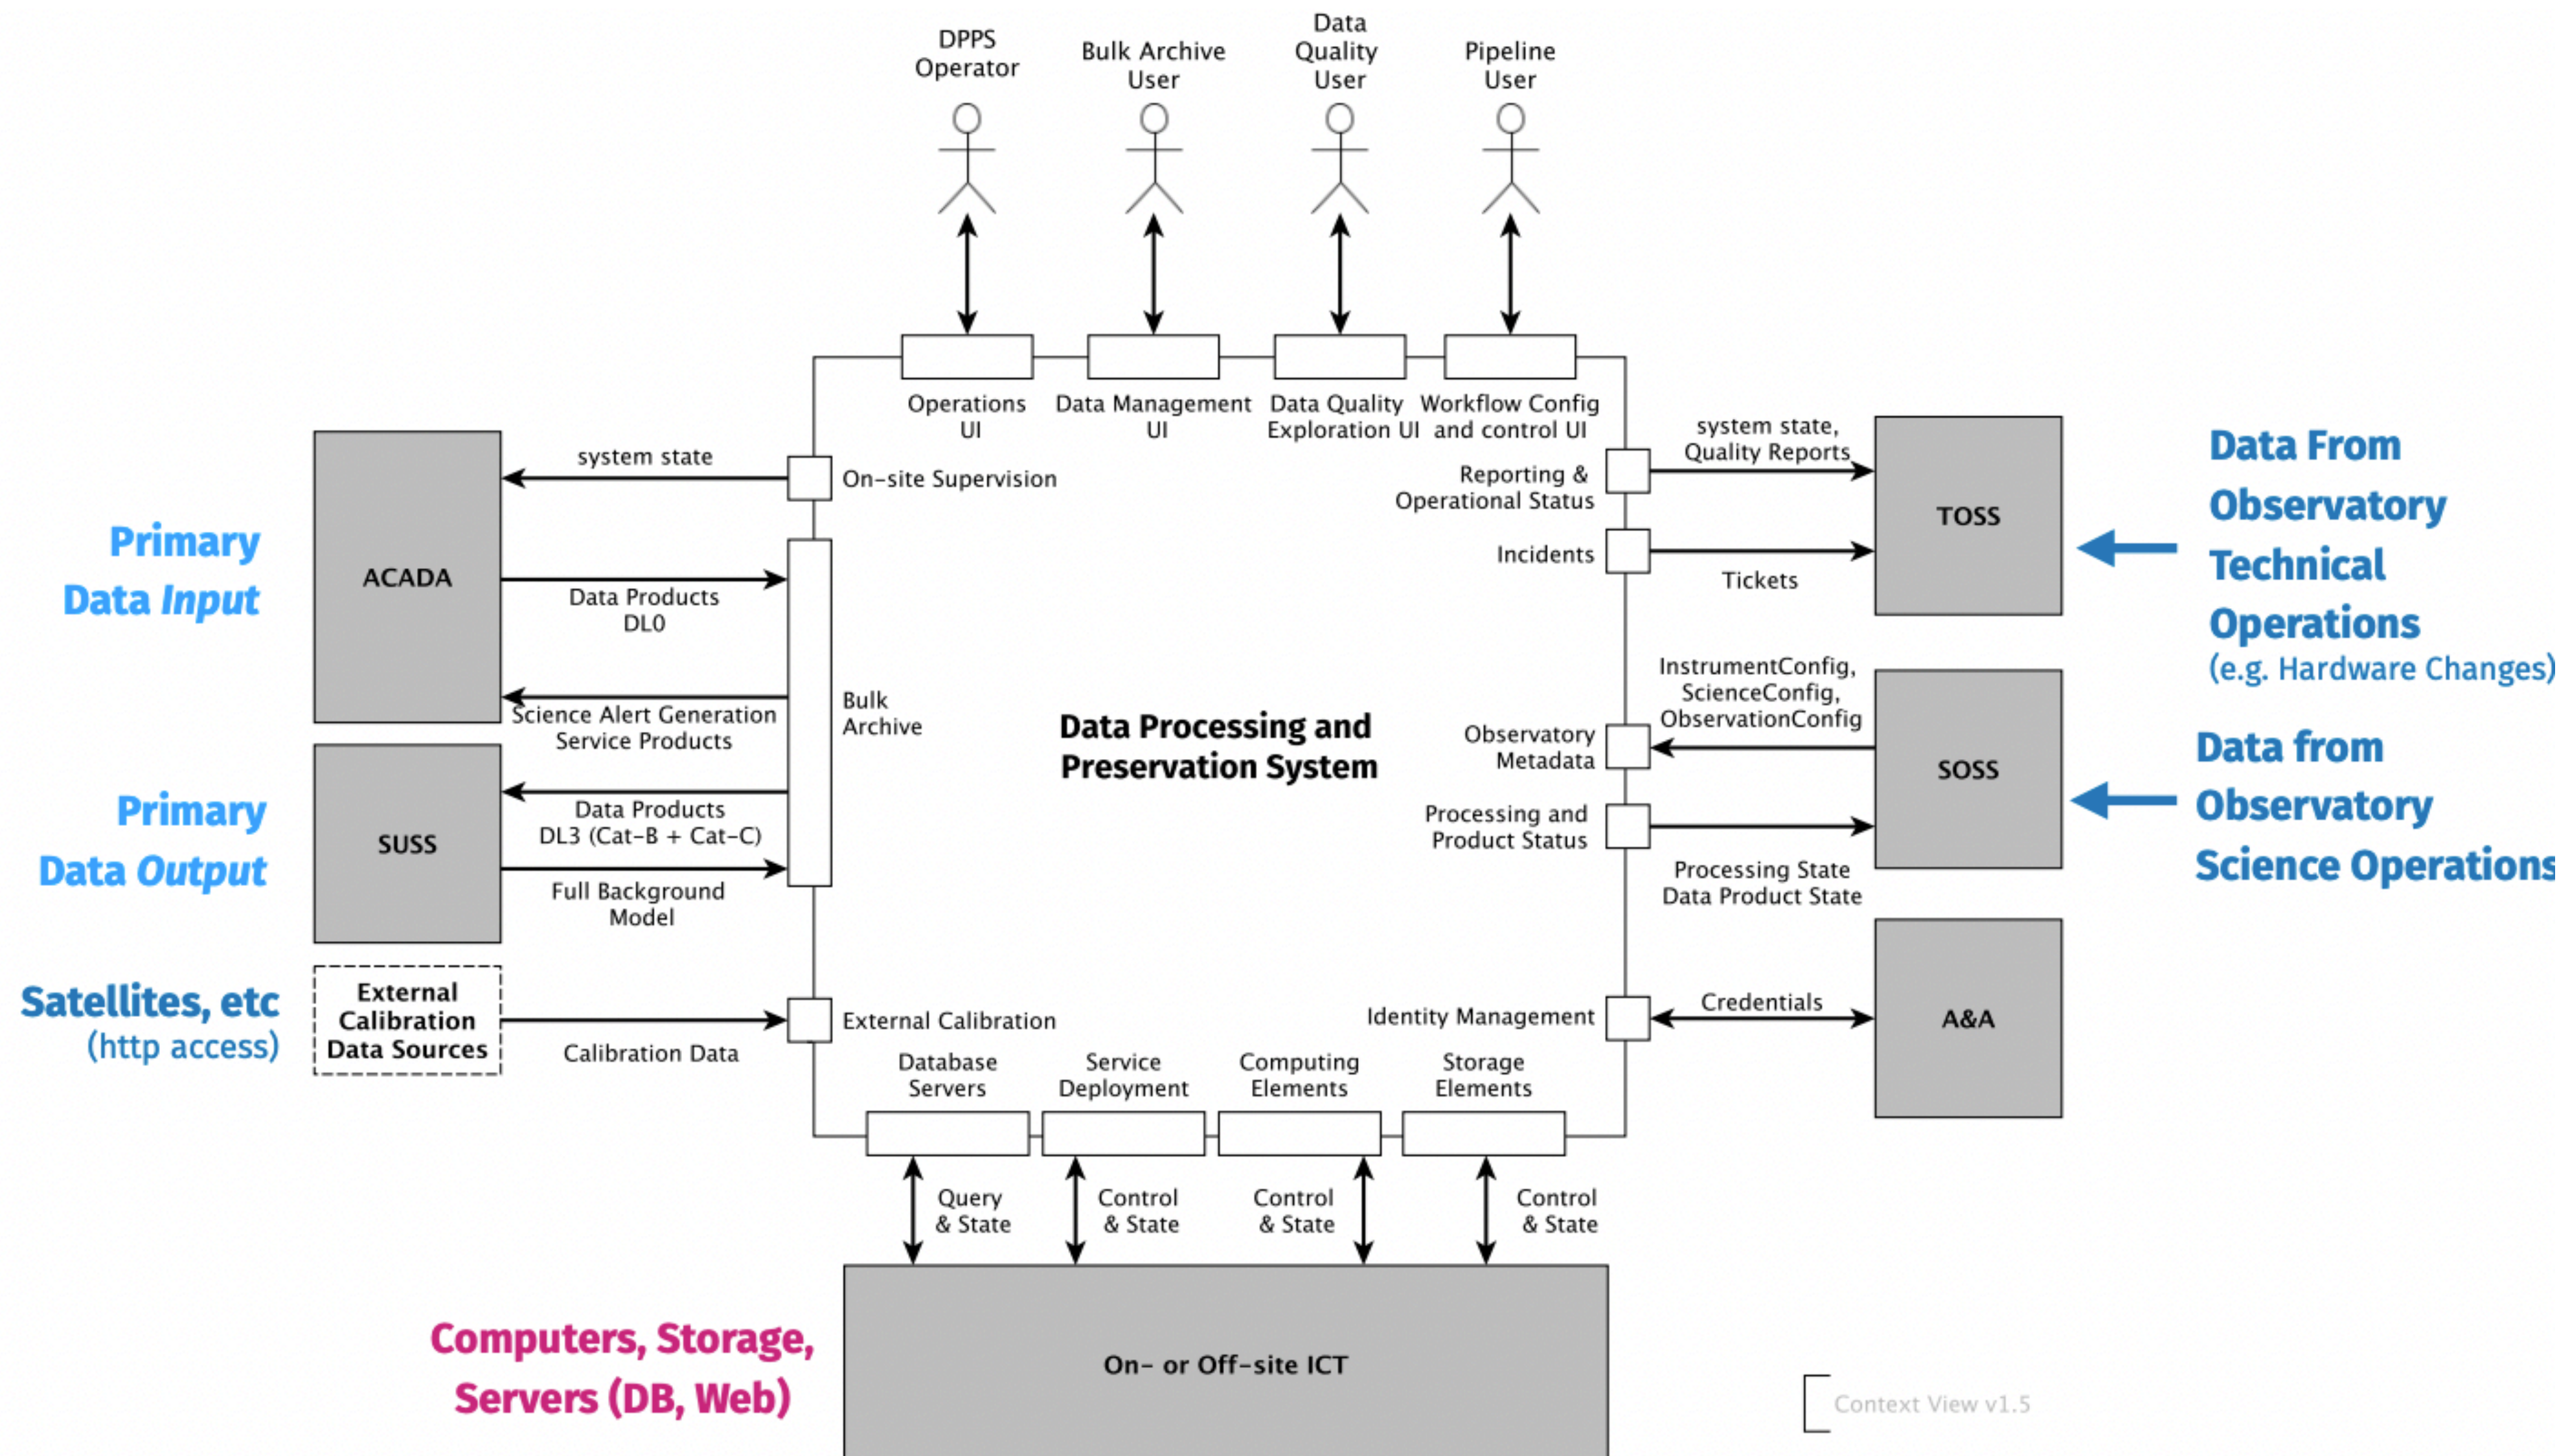 DPPS
Operator
Bulk Archive
User
Data
Quality
User
Pipeline
User
Operations
UI
Data Management
UI
Data Quality
Exploration UI
Workflow Config
and control UI
Primary
Data Input
ACADA
system state
On-site Supervision
Data Products
DL0
Science Alert Generation
Service Products
Bulk
Archive
Primary
Data Output
SUSS
Data Products
DL3 (Cat-B + Cat-C)
Full Background
Model
Satellites, etc
(http access)
External
Calibration
Data Sources
Calibration Data
External Calibration
Data Processing and
Preservation System
Reporting &
Operational Status
system state,
Quality Reports
Incidents
Tickets
TOSS
Data From
Observatory
Technical
Operations
(e.g. Hardware Changes)
Observatory
Metadata
InstrumentConfig,
ScienceConfig,
ObservationConfig
Processing and
Product Status
Processing State
Data Product State
SOSS
Data from
Observatory
Science Operations
Identity Management
Credentials
A&A
Database
Servers
Service
Deployment
Computing
Elements
Storage
Elements
Query
& State
Control
& State
Control
& State
Control
& State
Computers, Storage,
Servers (DB, Web)
On- or Off-site ICT
Context View v1.5